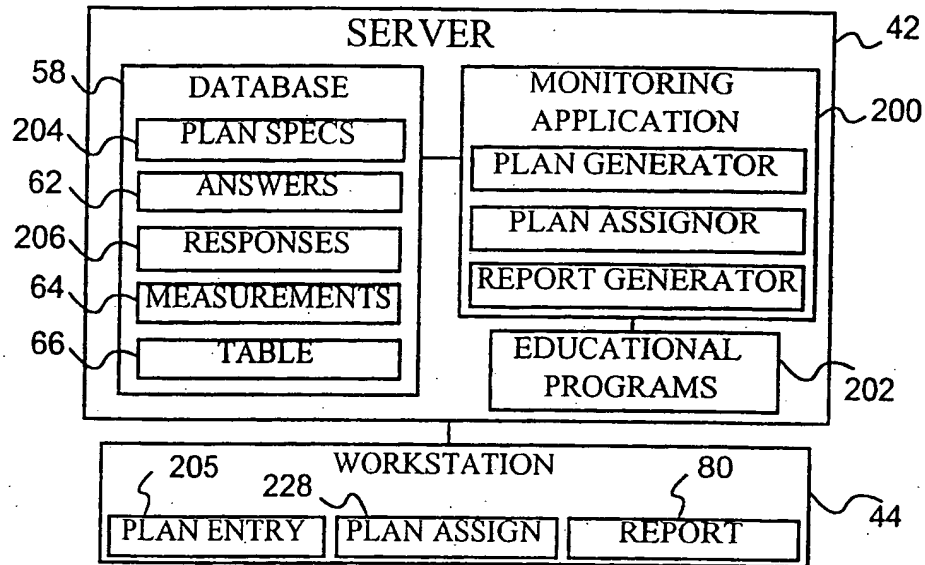 SERVER
42
58
DATABASE
204
PLAN SPECS
62
ANSWERS
206
RESPONSES
64
MEASUREMENTS
66
TABLE
MONITORING
APPLICATION
200
PLAN GENERATOR
PLAN ASSIGNOR
REPORT GENERATOR
EDUCATIONAL
PROGRAMS
202
WORKSTATION
205
228
80
44
PLAN ENTRY
PLAN ASSIGN
REPORT